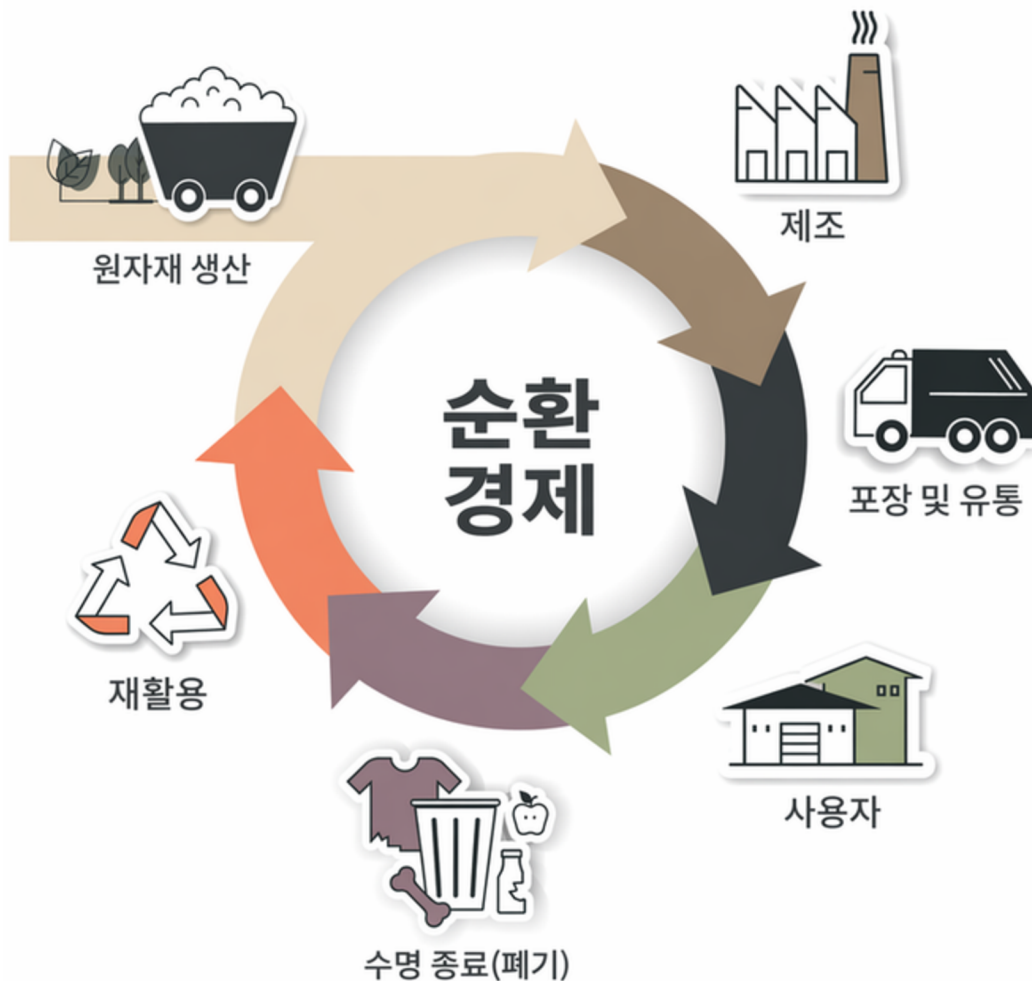 순환
경제
원자재 생산
제조
포장 및 유통
사용자
수명 종료(폐기)
재활용